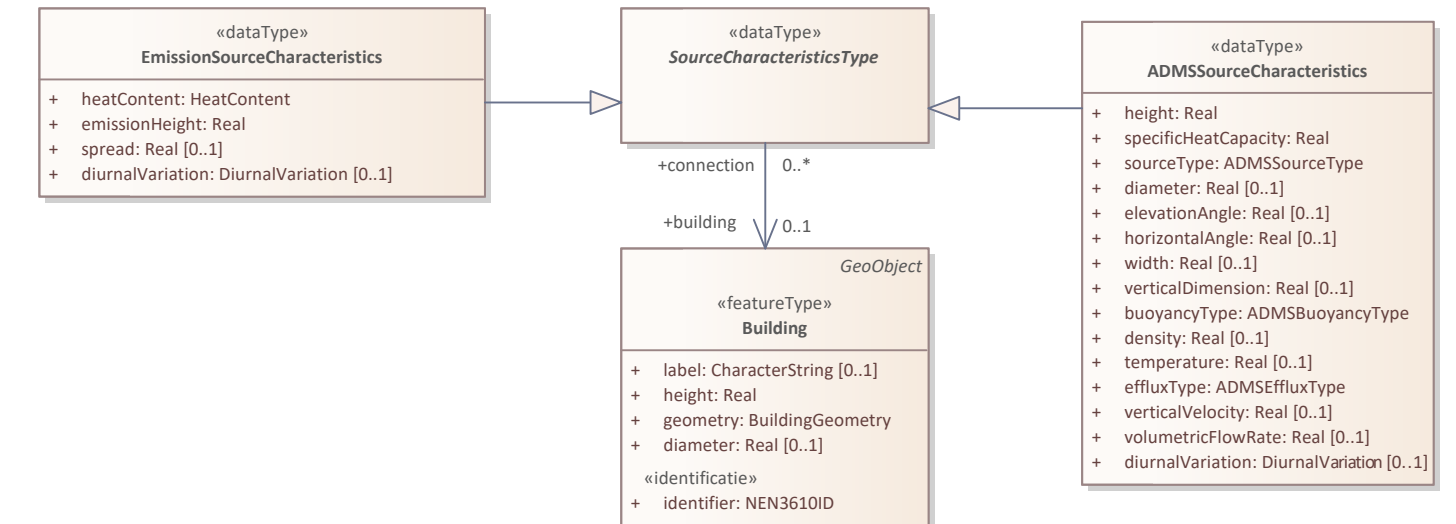 «dataType»
EmissionSourceCharacteristics
+ heatContent: HeatContent
+ emissionHeight: Real
+ spread: Real [0..1]
+ diurnalVariation: DiurnalVariation [0..1]
«dataType»
SourceCharacteristicsType
+connection 0..*
+building 0..1
GeoObject
«featureType»
Building
+ label: CharacterString [0..1]
+ height: Real
+ geometry: BuildingGeometry
+ diameter: Real [0..1]
«identificatie»
+ identifier: NEN3610ID
«dataType»
ADMSSourceCharacteristics
+ height: Real
+ specificHeatCapacity: Real
+ sourceType: ADMSSourceType
+ diameter: Real [0..1]
+ elevationAngle: Real [0..1]
+ horizontalAngle: Real [0..1]
+ width: Real [0..1]
+ verticalDimension: Real [0..1]
+ buoyancyType: ADMSBuoyancyType
+ density: Real [0..1]
+ temperature: Real [0..1]
+ effluxType: ADMSEffluxType
+ verticalVelocity: Real [0..1]
+ volumetricFlowRate: Real [0..1]
+ diurnalVariation: DiurnalVariation [0..1]